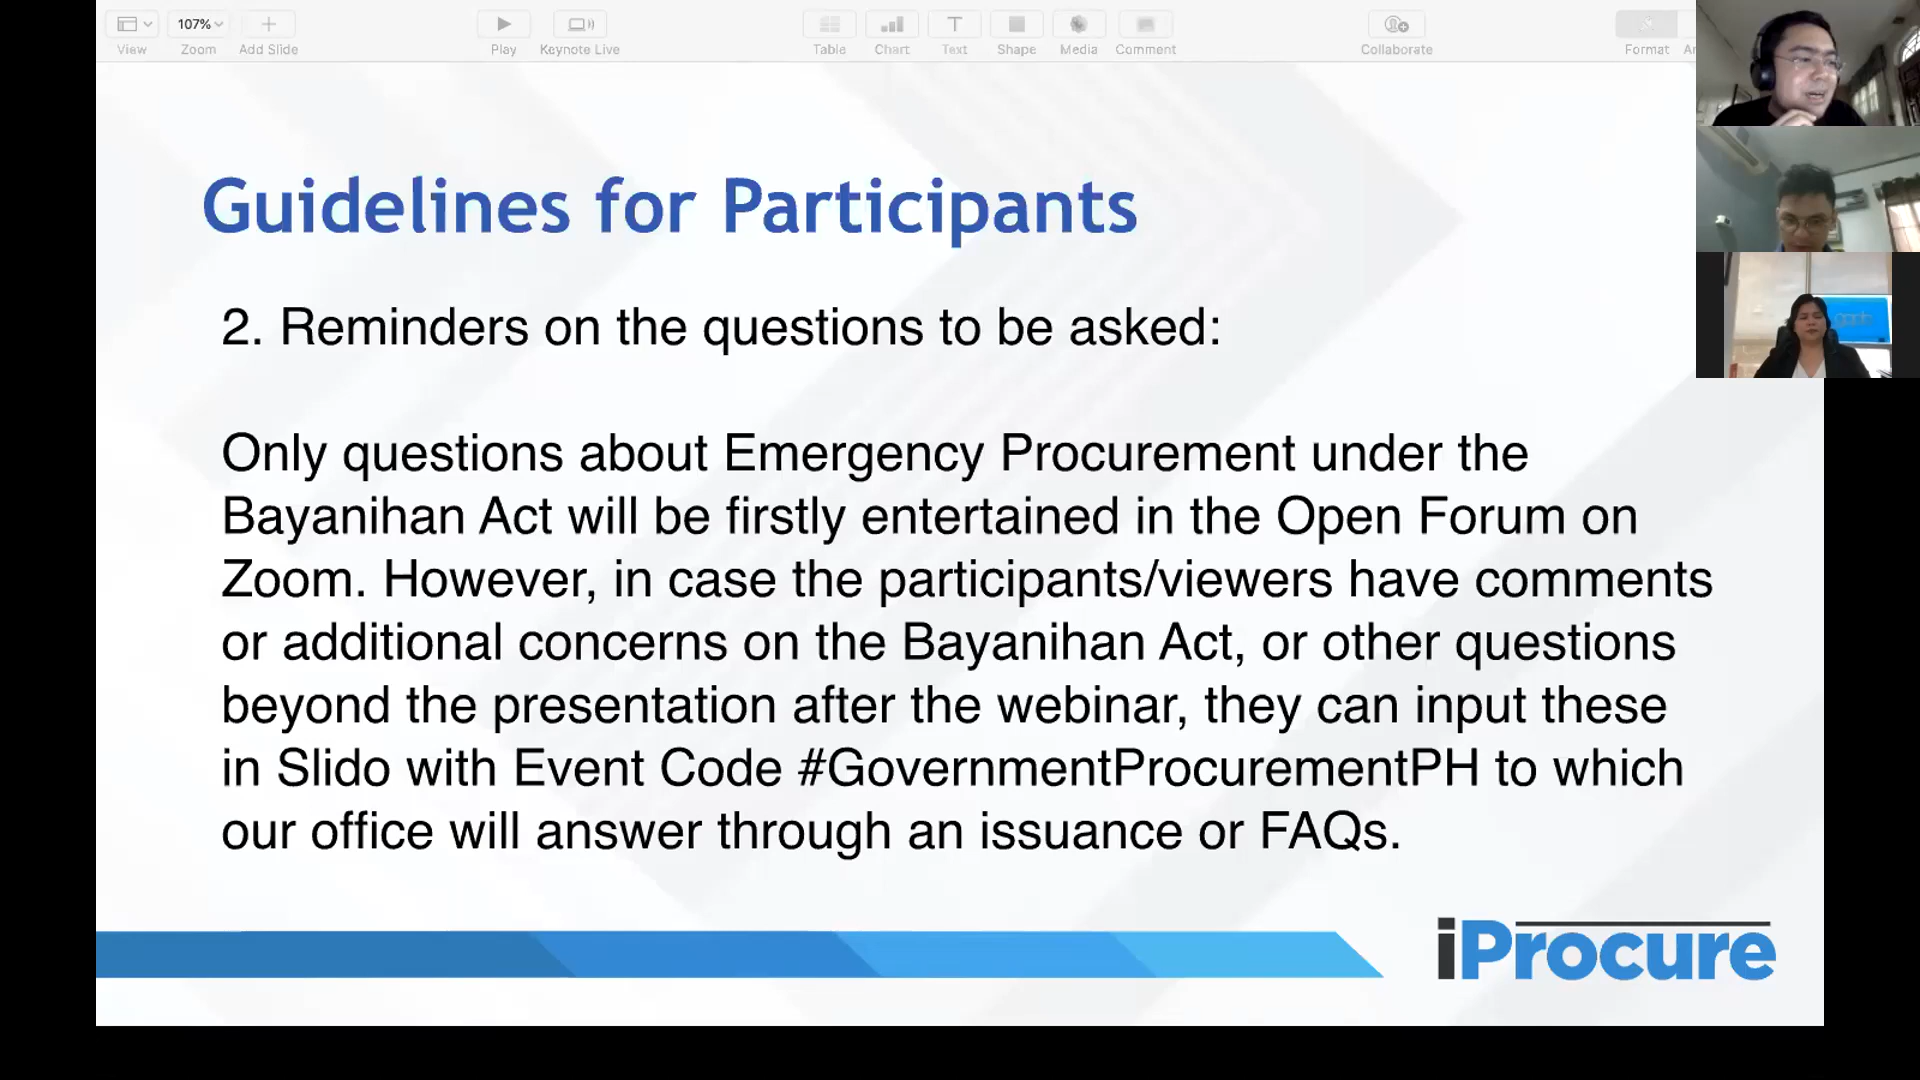 View
107%
Zoom
Add Slide
Play
Keynote Live
Table
Chart
Text
Shape
Media
Comment
Collaborate
Format
Guidelines for Participants
2. Reminders on the questions to be asked:
Only questions about Emergency Procurement under the
Bayanihan Act will be firstly entertained in the Open Forum on
Zoom. However, in case the participants/viewers have comments
or additional concerns on the Bayanihan Act, or other questions
beyond the presentation after the webinar, they can input these
in Slido with Event Code #GovernmentProcurementPH to which
our office will answer through an issuance or FAQs.
iProcure